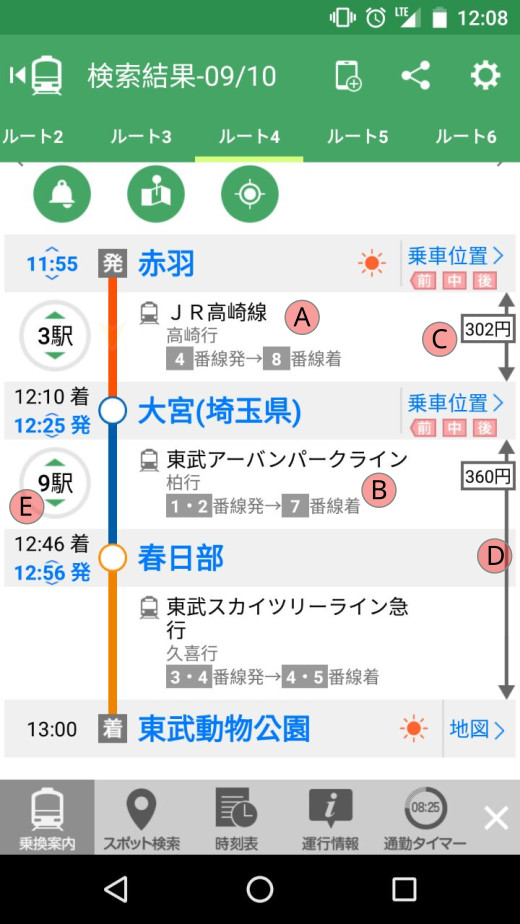 LTE 12:08
検索結果-09/10
ルート2 ルート3 ルート4 ルート5 ルート6
11:55 発 赤羽 乗車位置
前 中 後
JR高崎線 A
3駅 高崎行 C 302円
4番線発→8番線着
12:10 着
12:25 発 大宮(埼玉県) 乗車位置
前 中 後
東武アーバンパークライン
9駅 柏行 B 360円
E 1・2番線発→7番線着
12:46 着
12:56 発 春日部 D
東武スカイツリーライン急
行
久喜行
3・4番線発→4・5番線着
13:00 着 東武動物公園 地図
i 08:25
乗換案内 スポット検索 時刻表 運行情報 通勤タイマー